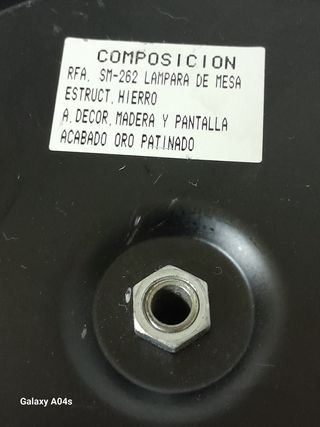 COMPOSICION
RFA. SM-262 LAMPARA DE MESA
ESTRUCT.HIERRO
A.DECOR.MADERA Y PANTALLA
ACABADO ORO PATINADO
Galaxy A04s